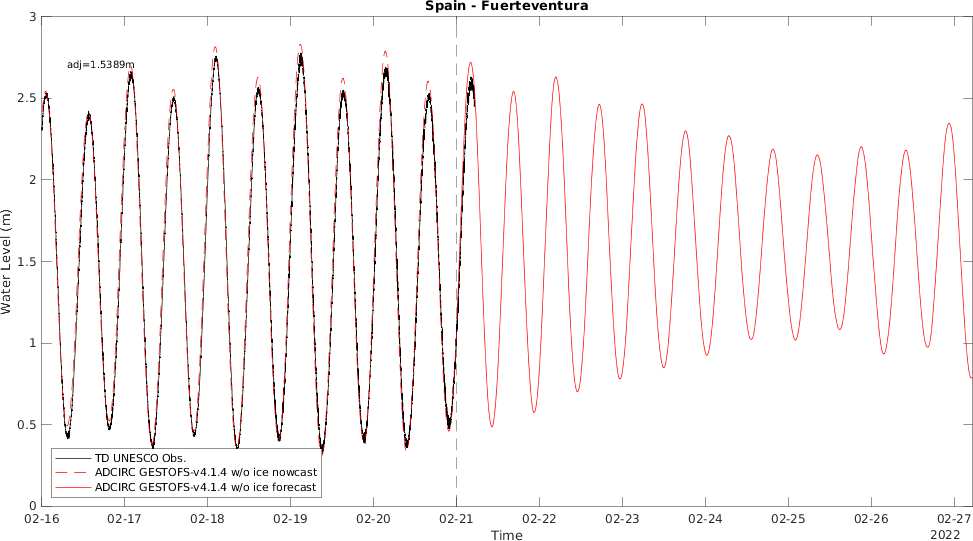 Spain - Fuerteventura
adj=1.5389m
Water Level (m)
3
2.5
2
1.5
1
0.5
0
TD UNESCO Obs.
ADCIRC GESTOFS-v4.1.4 w/o ice nowcast
ADCIRC GESTOFS-v4.1.4 w/o ice forecast
02-16 02-17 02-18 02-19 02-20 02-21 02-22 02-23 02-24 02-25 02-26 02-27
Time 2022